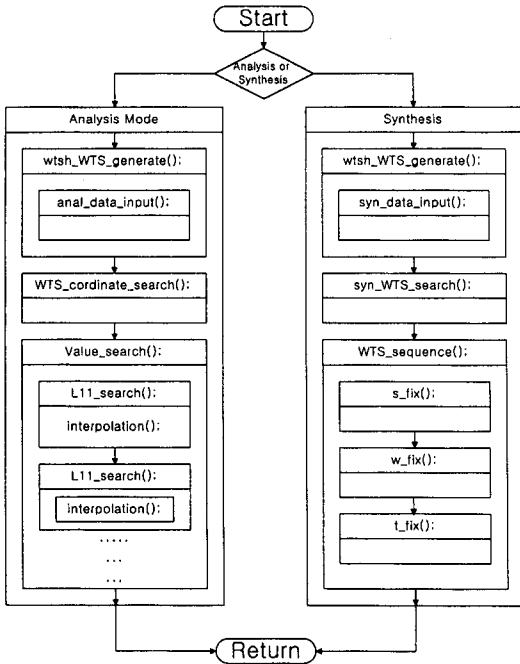 Start
Analysis or
Synthesis
Analysis Mode
wtsh_WTS_generate();
anal_data_input();
WTS_cordinate_search();
Value_search();
L11_search();
interpolation();
L11_search();
interpolation();
.....
...
...
Synthesis
wtsh_WTS_generate();
syn_data_input();
syn_WTS_search();
WTS_sequence();
s_fix();
w_fix();
t_fix();
Return